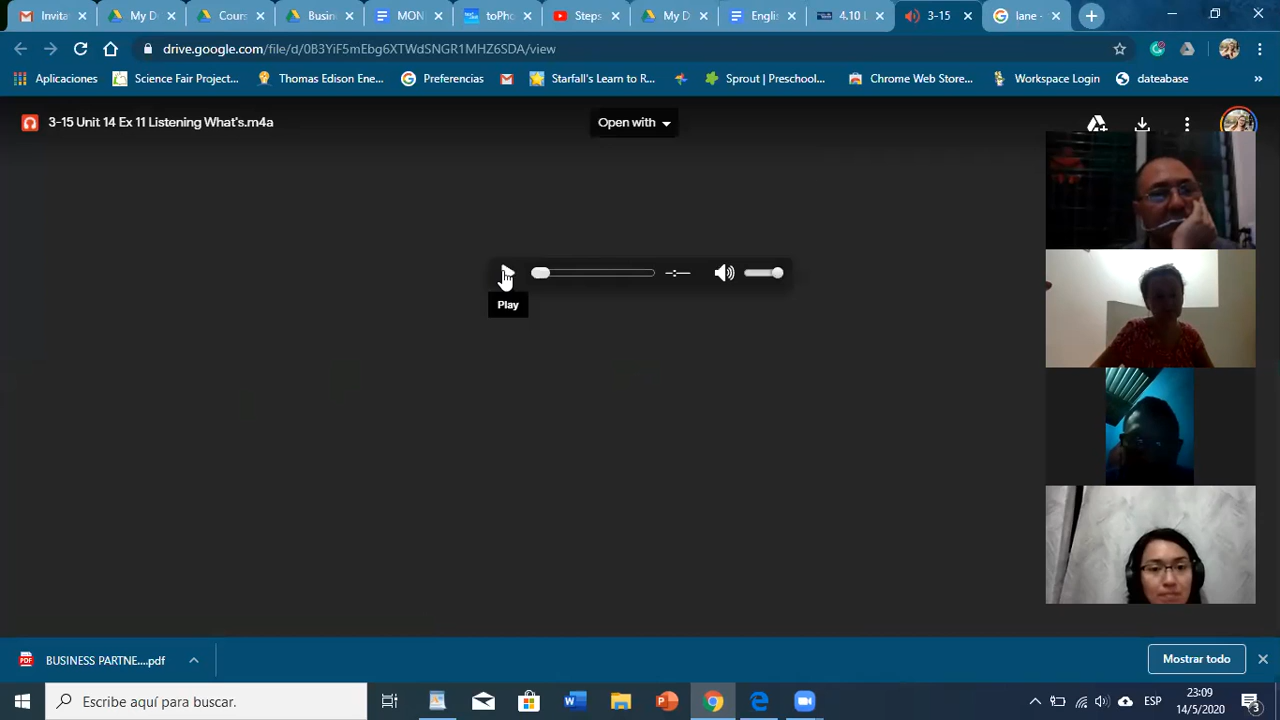 Invita
My D
Cours
Busin
MON
toPho
Steps
My D
Englis
4.10 L
3-15
lane -
drive.google.com/file/d/0B3YiF5mEbg6XTWdSNGR1MHZ6SDA/view
Aplicaciones
Science Fair Project...
Thomas Edison Ene...
Preferencias
Starfall's Learn to R...
Sprout | Preschool...
Chrome Web Store...
Workspace Login
dateabase
»
3-15 Unit 14 Ex 11 Listening What's.m4a
Open with
-:--
Play
BUSINESS PARTNE....pdf
Mostrar todo
Escribe aquí para buscar.
ESP
23:09
14/5/2020
3